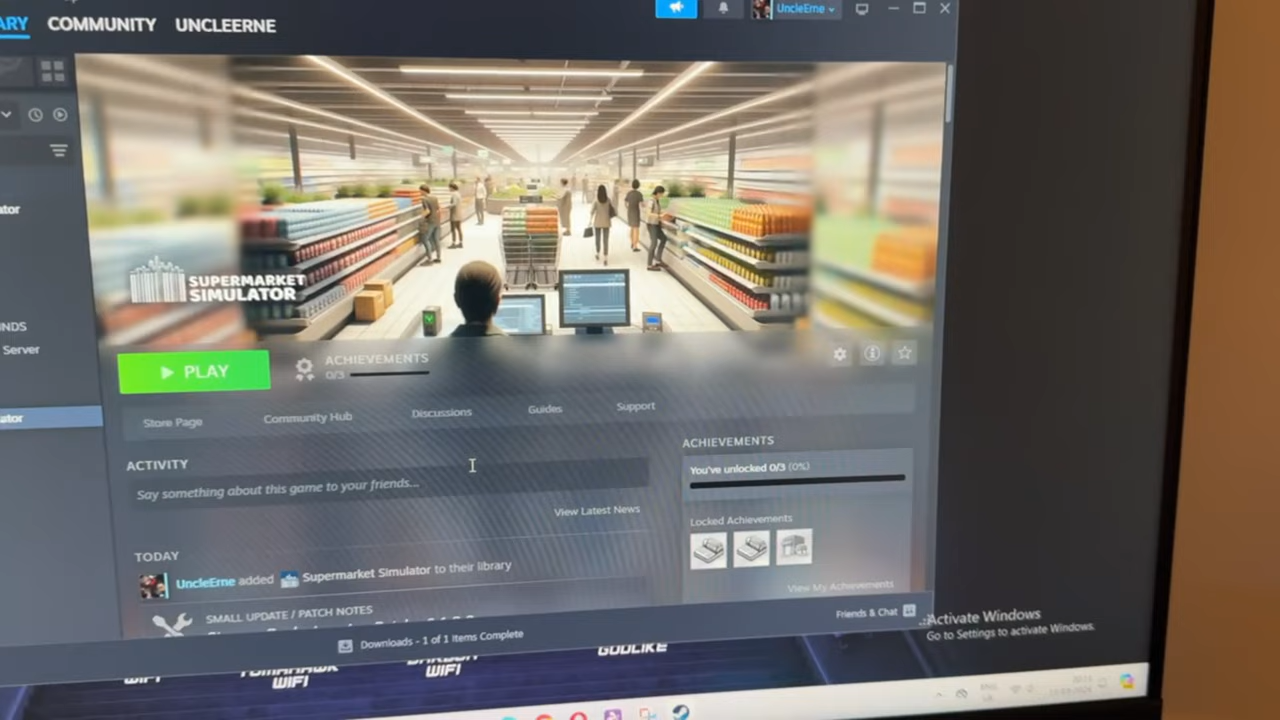 ARY COMMUNITY UNCLEERNE
UncleErne
ator
SUPERMARKET
SIMULATOR
NDS
Server
PLAY
ACHIEVEMENTS
0/3
ator
Store Page Community Hub Discussions Guides Support
ACTIVITY
Say something about this game to your friends...
View Latest News
ACHIEVEMENTS
You've unlocked 0/3 (0%)
Locked Achievements
View My Achievements
TODAY
UncleErne added Supermarket Simulator to their library
SMALL UPDATE / PATCH NOTES
Downloads - 1 of 1 Items Complete
Friends & Chat
Activate Windows
Go to Settings to activate Windows.
WIFI
TOMAHAWK
WIFI
WIFI
GODLIKE
ENG